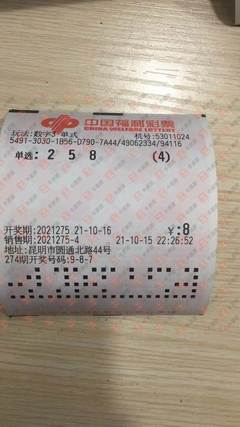 中国福利彩票
CHINA WELFARE LOTTERY
玩法:数字3-单式 机号:53011024
5491-3030-1B56-D790-7A44/49062334/94116
单选: 2 5 8 (4)
开奖期:2021275 21-10-16 ¥:8
销售期:2021275-4 21-10-15 22:26:52
地址:昆明市圆通北路44号
274期开奖号码:9-8-7